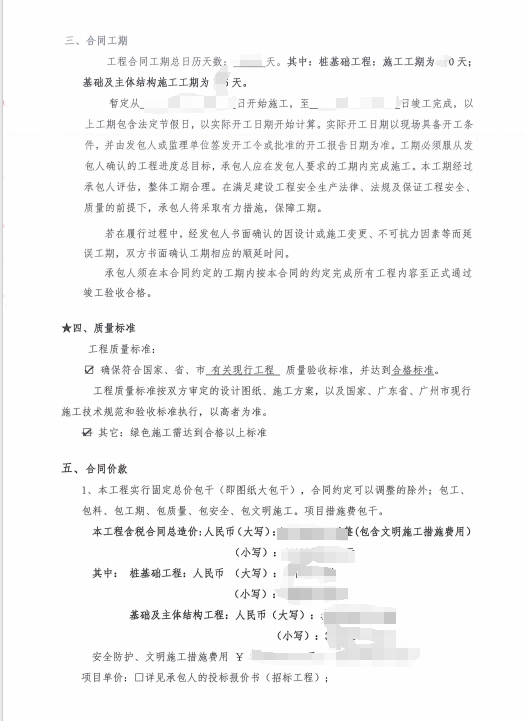 三、合同工期
工程合同工期总日历天数：天。其中：桩基础工程：施工工期为0天；
基础及主体结构施工工期为天。
暂定从日开始施工，至日竣工完成，以
上工期包含法定节假日，以实际开工日期开始计算。实际开工日期以现场具备开工条
件，并由发包人或监理单位签发开工令或批准的开工报告日期为准。工期必须服从发
包人确认的工程进度总目标，承包人应在发包人要求的工期内完成施工。本工期经过
承包人评估，整体工期合理。在满足建设工程安全生产法律、法规及保证工程安全、
质量的前提下，承包人将采取有力措施，保障工期。
若在履行过程中，经发包人书面确认的因设计或施工变更、不可抗力因素等而延
误工期，双方书面确认工期相应的顺延时间。
承包人须在本合同约定的工期内按本合同的约定完成所有工程内容至正式通过
竣工验收合格。
★四、质量标准
工程质量标准：
☑ 确保符合国家、省、市 有关现行工程 质量验收标准，并达到合格标准。
工程质量标准按双方审定的设计图纸、施工方案，以及国家、广东省、广州市现行
施工技术规范和验收标准执行，以高者为准。
☑ 其它：绿色施工需达到合格以上标准
五、合同价款
1、本工程实行固定总价包干（即图纸大包干），合同约定可以调整的除外；包工、
包料、包工期、包质量、包安全、包文明施工。项目措施费包干。
本工程含税合同总造价：人民币（大写）：整(包含文明施工措施费用)
（小写）：
其中： 桩基础工程：人民币 （大写）：
（小写）：
基础及主体结构工程：人民币（大写）：
（小写）：
安全防护、文明施工措施费用 ￥
项目单价：□详见承包人的投标报价书（招标工程）；